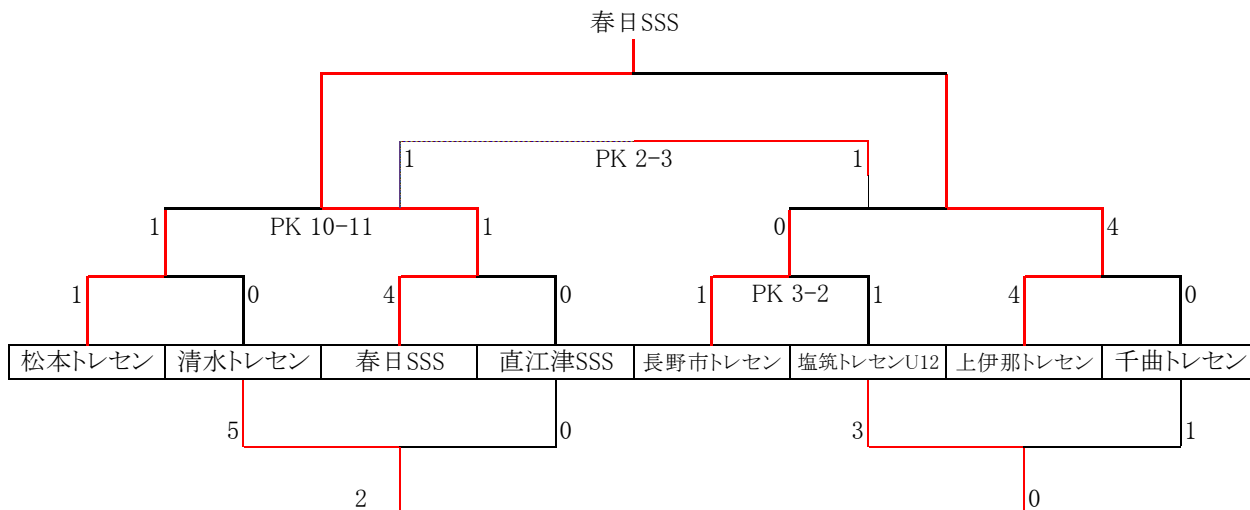 春日SSS
1 PK 2-3 1
1 PK 10-11 1 0 4
1 0 4 0 1 PK 3-2 1 4 0
松本トレセン 清水トレセン 春日SSS 直江津SSS 長野市トレセン 塩筑トレセンU12 上伊那トレセン 千曲トレセン
5 0 3 1
2 0